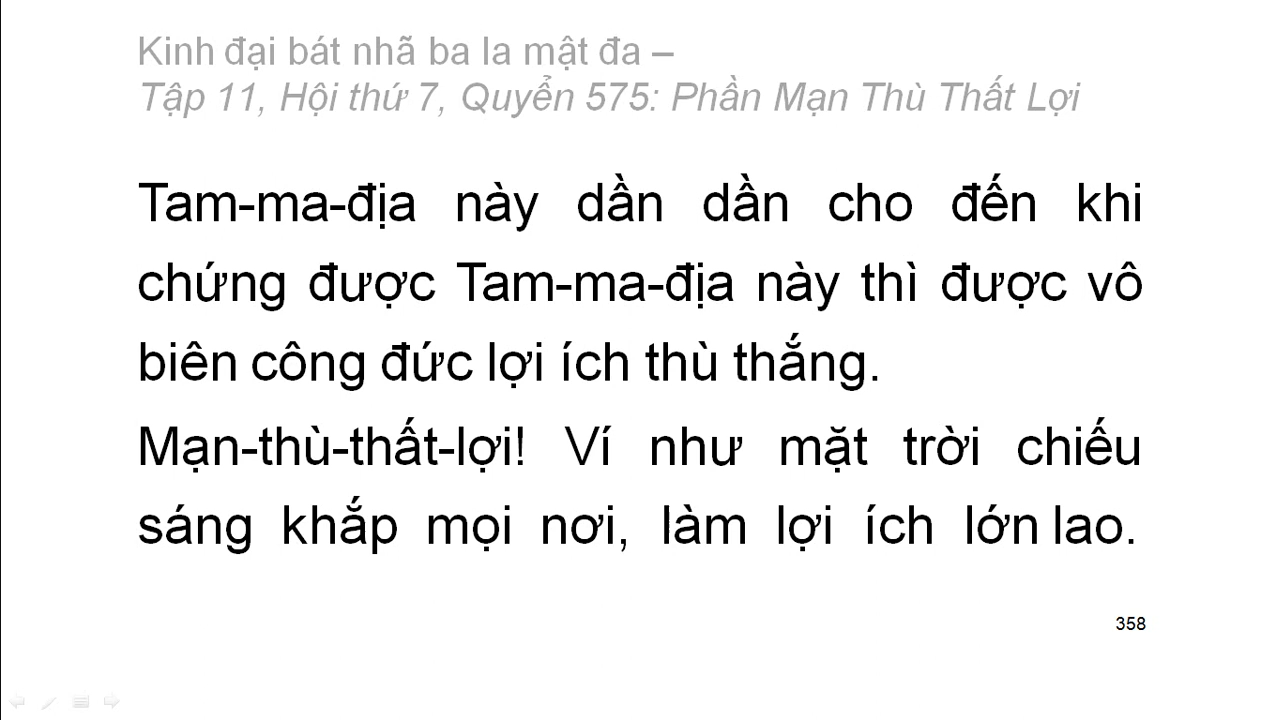 Kinh đại bát nhã ba la mật đa –
Tập 11, Hội thứ 7, Quyển 575: Phần Mạn Thù Thất Lợi
Tam-ma-địa này dần dần cho đến khi
chứng được Tam-ma-địa này thì được vô
biên công đức lợi ích thù thắng.
Mạn-thù-thất-lợi! Ví như mặt trời chiếu
sáng khắp mọi nơi, làm lợi ích lớn lao.
358